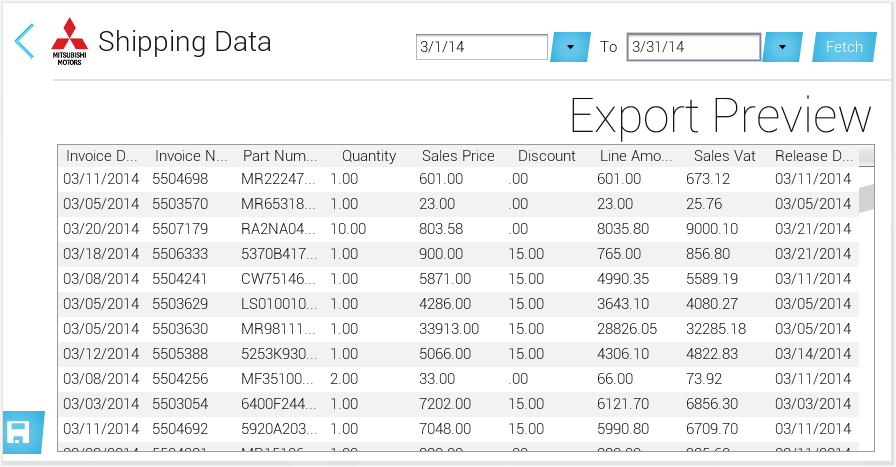 MITSUBISHI
MOTORS
Shipping Data
3/1/14 To 3/31/14 Fetch
Export Preview
Invoice D... Invoice N... Part Num... Quantity Sales Price Discount Line Amo... Sales Vat Release D...
03/11/2014 5504698 MR22247... 1.00 601.00 .00 601.00 673.12 03/11/2014
03/05/2014 5503570 MR65318... 1.00 23.00 .00 23.00 25.76 03/05/2014
03/20/2014 5507179 RA2NA04... 10.00 803.58 .00 8035.80 9000.10 03/21/2014
03/18/2014 5506333 5370B417... 1.00 900.00 15.00 765.00 856.80 03/21/2014
03/08/2014 5504241 CW75146... 1.00 5871.00 15.00 4990.35 5589.19 03/11/2014
03/05/2014 5503629 LS010010... 1.00 4286.00 15.00 3643.10 4080.27 03/05/2014
03/05/2014 5503630 MR98111... 1.00 33913.00 15.00 28826.05 32285.18 03/05/2014
03/12/2014 5505388 5253K930... 1.00 5066.00 15.00 4306.10 4822.83 03/14/2014
03/08/2014 5504256 MF35100... 2.00 33.00 .00 66.00 73.92 03/11/2014
03/03/2014 5503054 6400F244... 1.00 7202.00 15.00 6121.70 6856.30 03/03/2014
03/11/2014 5504692 5920A203... 1.00 7048.00 15.00 5990.80 6709.70 03/11/2014